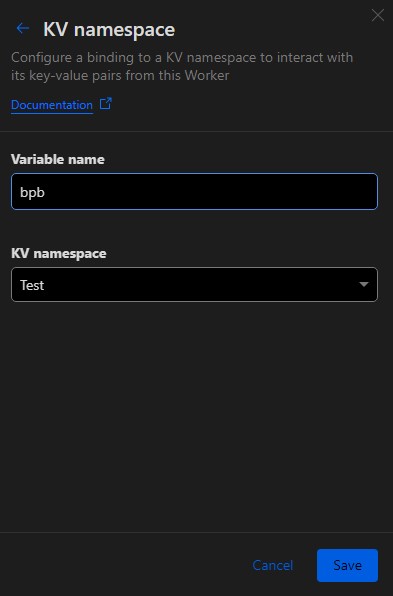 KV namespace
Configure a binding to a KV namespace to interact with
its key-value pairs from this Worker
Documentation
Variable name
bpb
KV namespace
Test
Cancel
Save